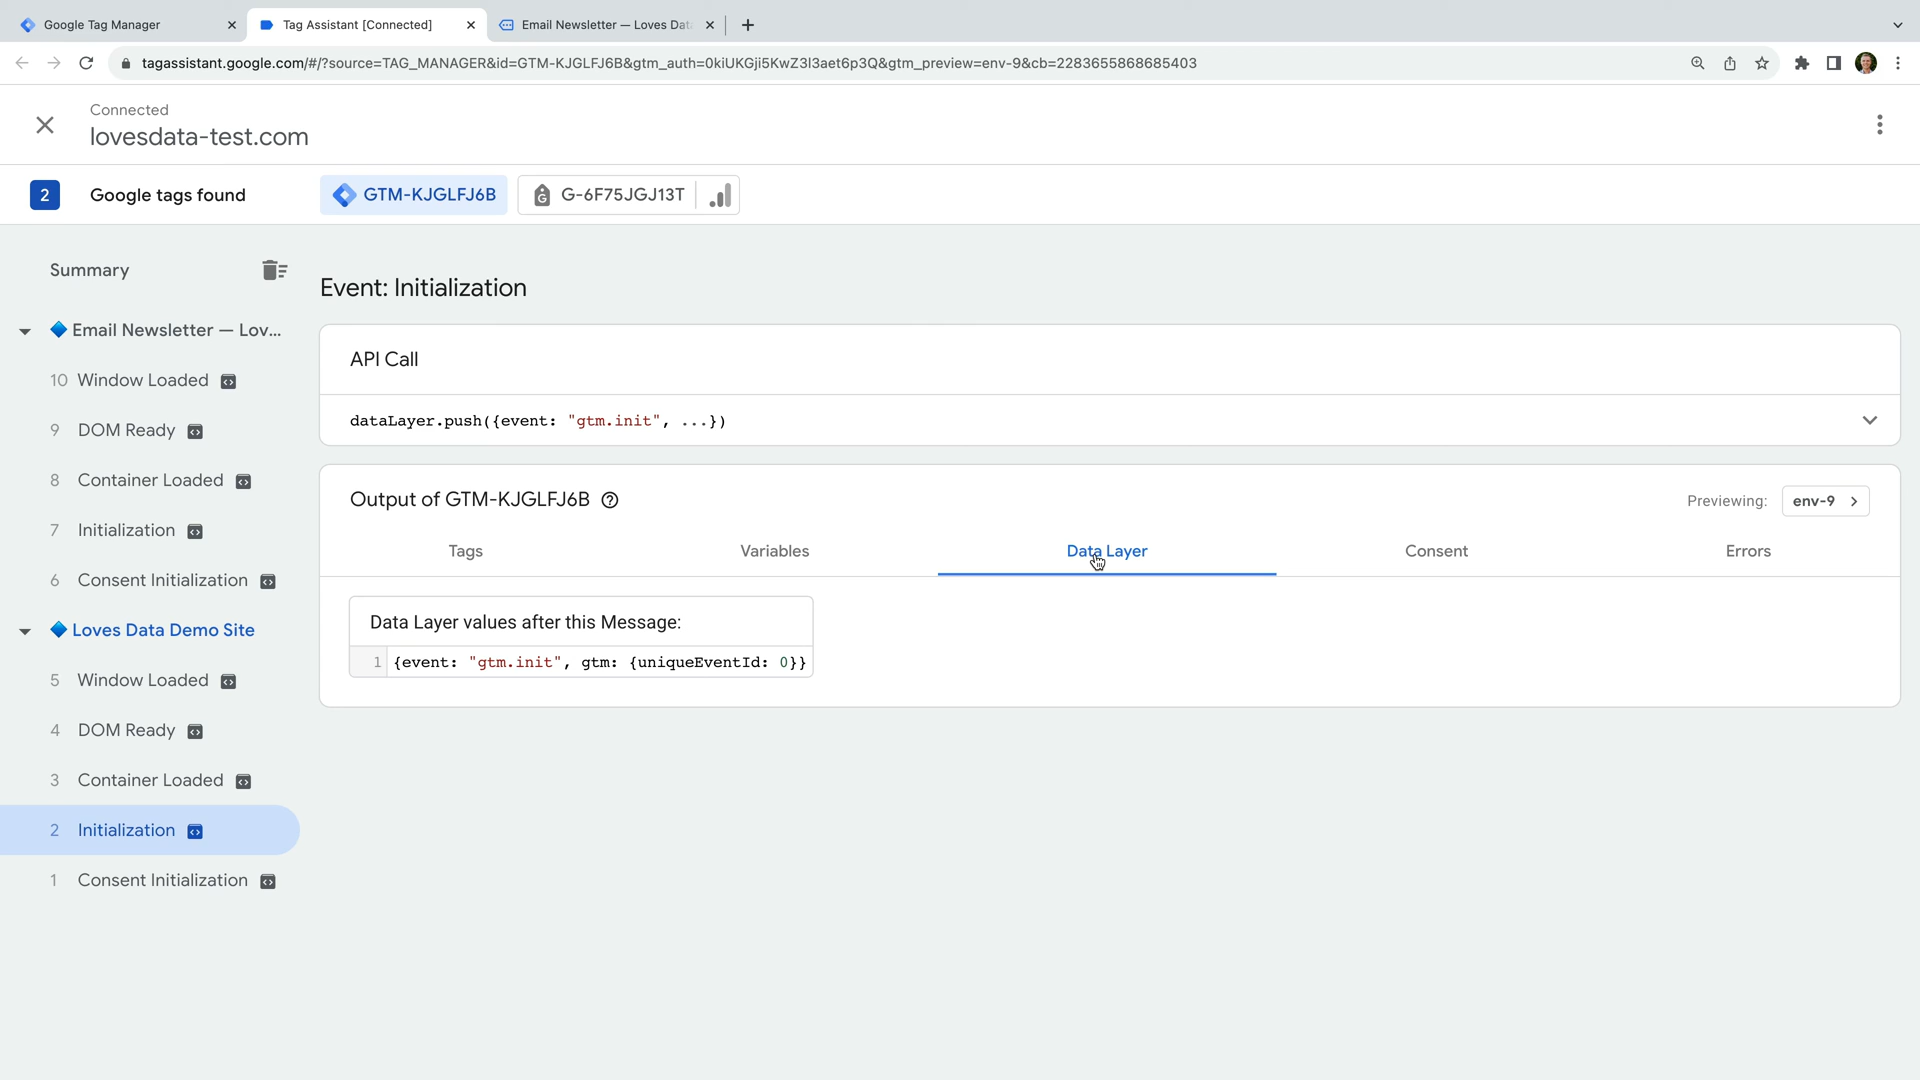 Google Tag Manager
Tag Assistant [Connected]
Email Newsletter — Loves Dat
tagassistant.google.com/#/?source=TAG_MANAGER&id=GTM-KJGLFJ6B&gtm_auth=0kiUKGji5KwZ3I3aet6p3Q&gtm_preview=env-9&cb=2283655868685403
Connected
lovesdata-test.com
2 Google tags found
GTM-KJGLFJ6B
G-6F75JGJ13T
Summary
Email Newsletter — Lov...
10 Window Loaded
9 DOM Ready
8 Container Loaded
7 Initialization
6 Consent Initialization
Loves Data Demo Site
5 Window Loaded
4 DOM Ready
3 Container Loaded
2 Initialization
1 Consent Initialization
Event: Initialization
API Call
dataLayer.push({event: "gtm.init", ...})
Output of GTM-KJGLFJ6B
Previewing: env-9
Tags Variables Data Layer Consent Errors
Data Layer values after this Message:
1 {event: "gtm.init", gtm: {uniqueEventId: 0}}